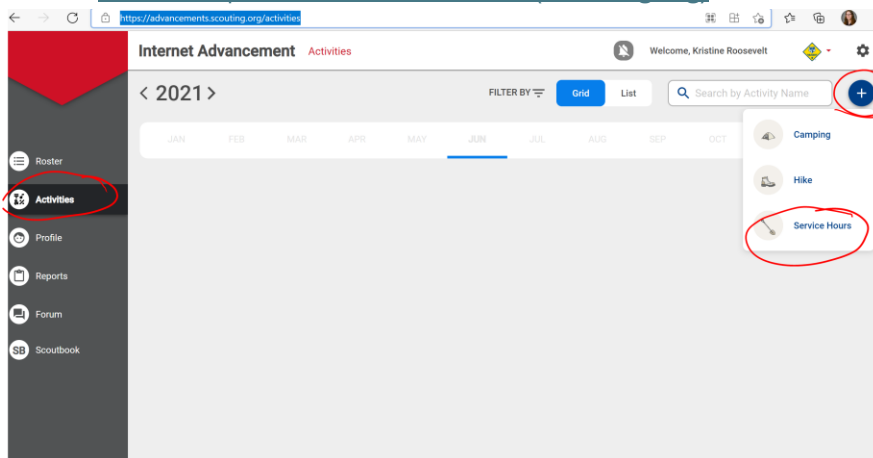 https://advancements.scouting.org/activities
Internet Advancement Activities Welcome, Kristine Roosevelt
< 2021 > FILTER BY Grid List Search by Activity Name +
JAN FEB MAR APR MAY JUN JUL AUG SEP OCT
Camping
Hike
Service Hours
Roster
Activities
Profile
Reports
Forum
SB Scoutbook